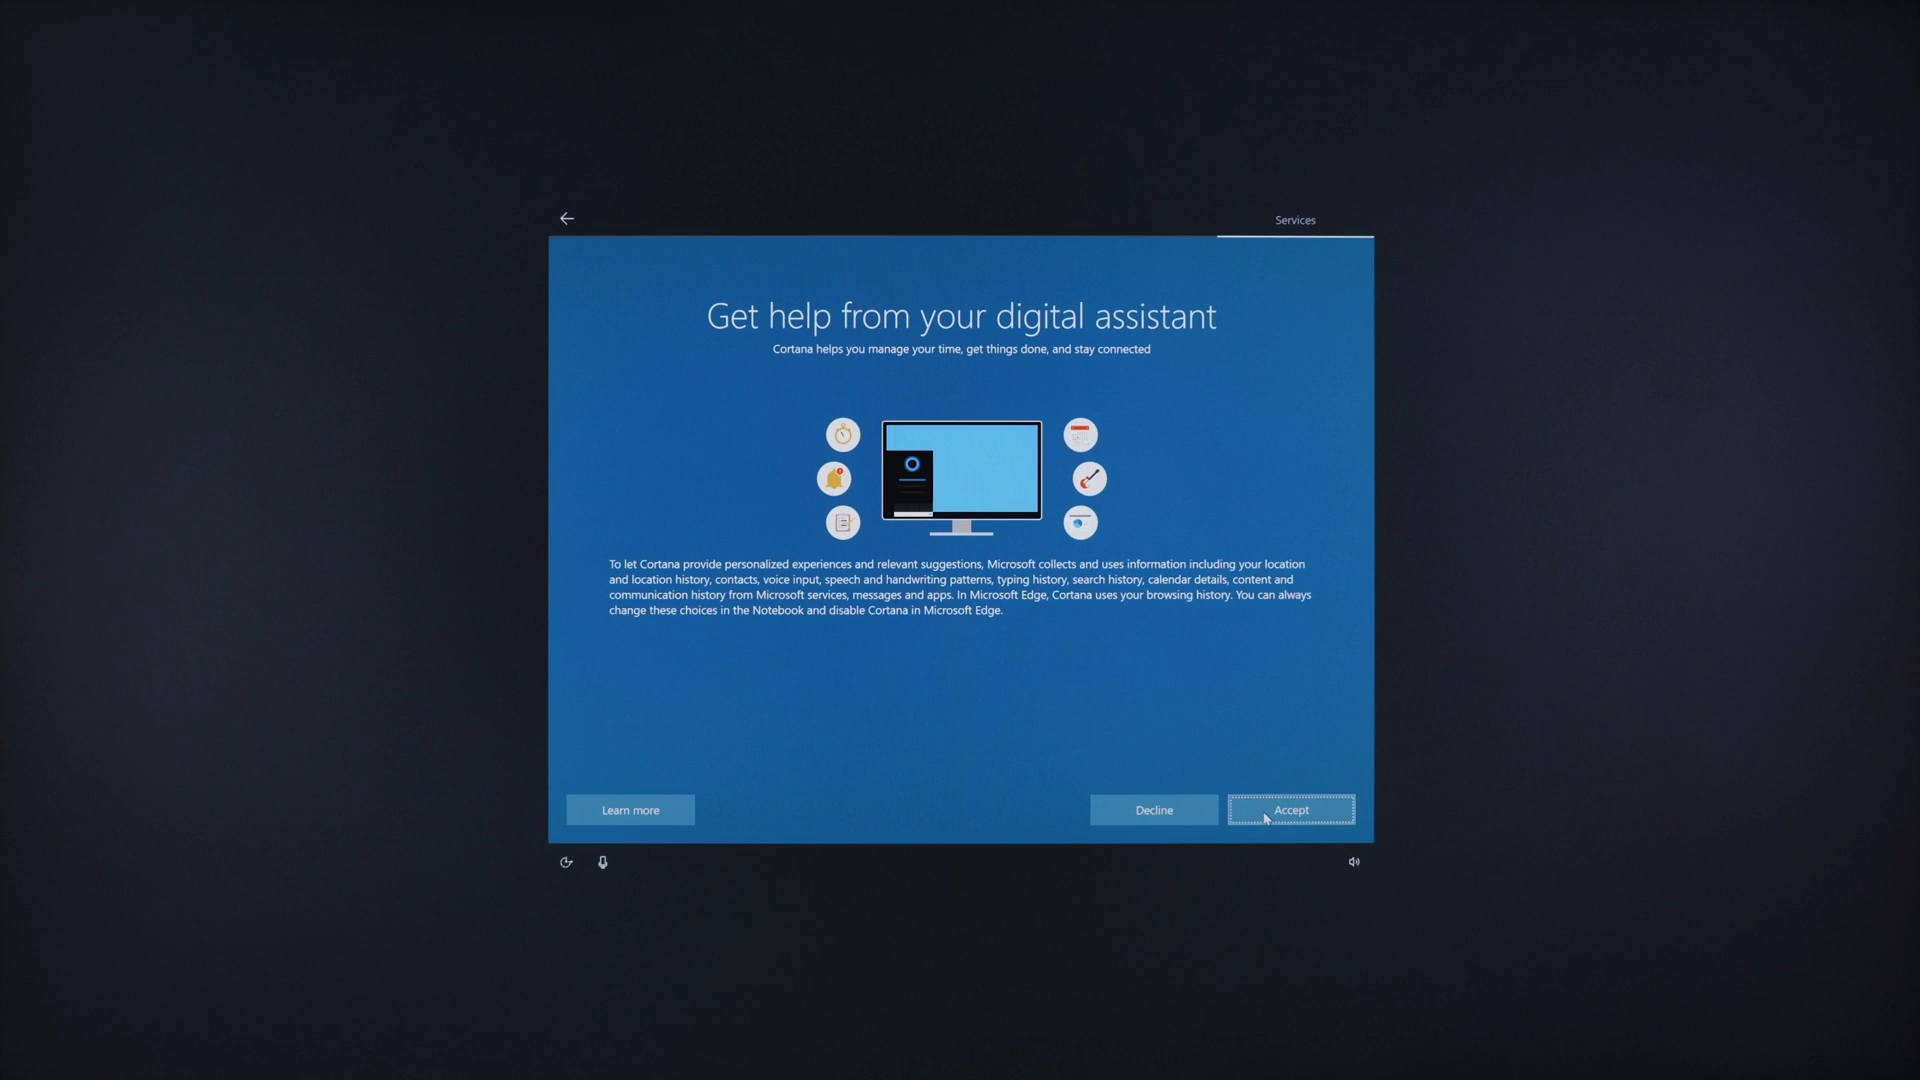 Services
Get help from your digital assistant
Cortana helps you manage your time, get things done, and stay connected
To let Cortana provide personalized experiences and relevant suggestions, Microsoft collects and uses information including your location
and location history, contacts, voice input, speech and handwriting patterns, typing history, search history, calendar details, content and
communication history from Microsoft services, messages and apps. In Microsoft Edge, Cortana uses your browsing history. You can always
change these choices in the Notebook and disable Cortana in Microsoft Edge.
Learn more
Decline
Accept